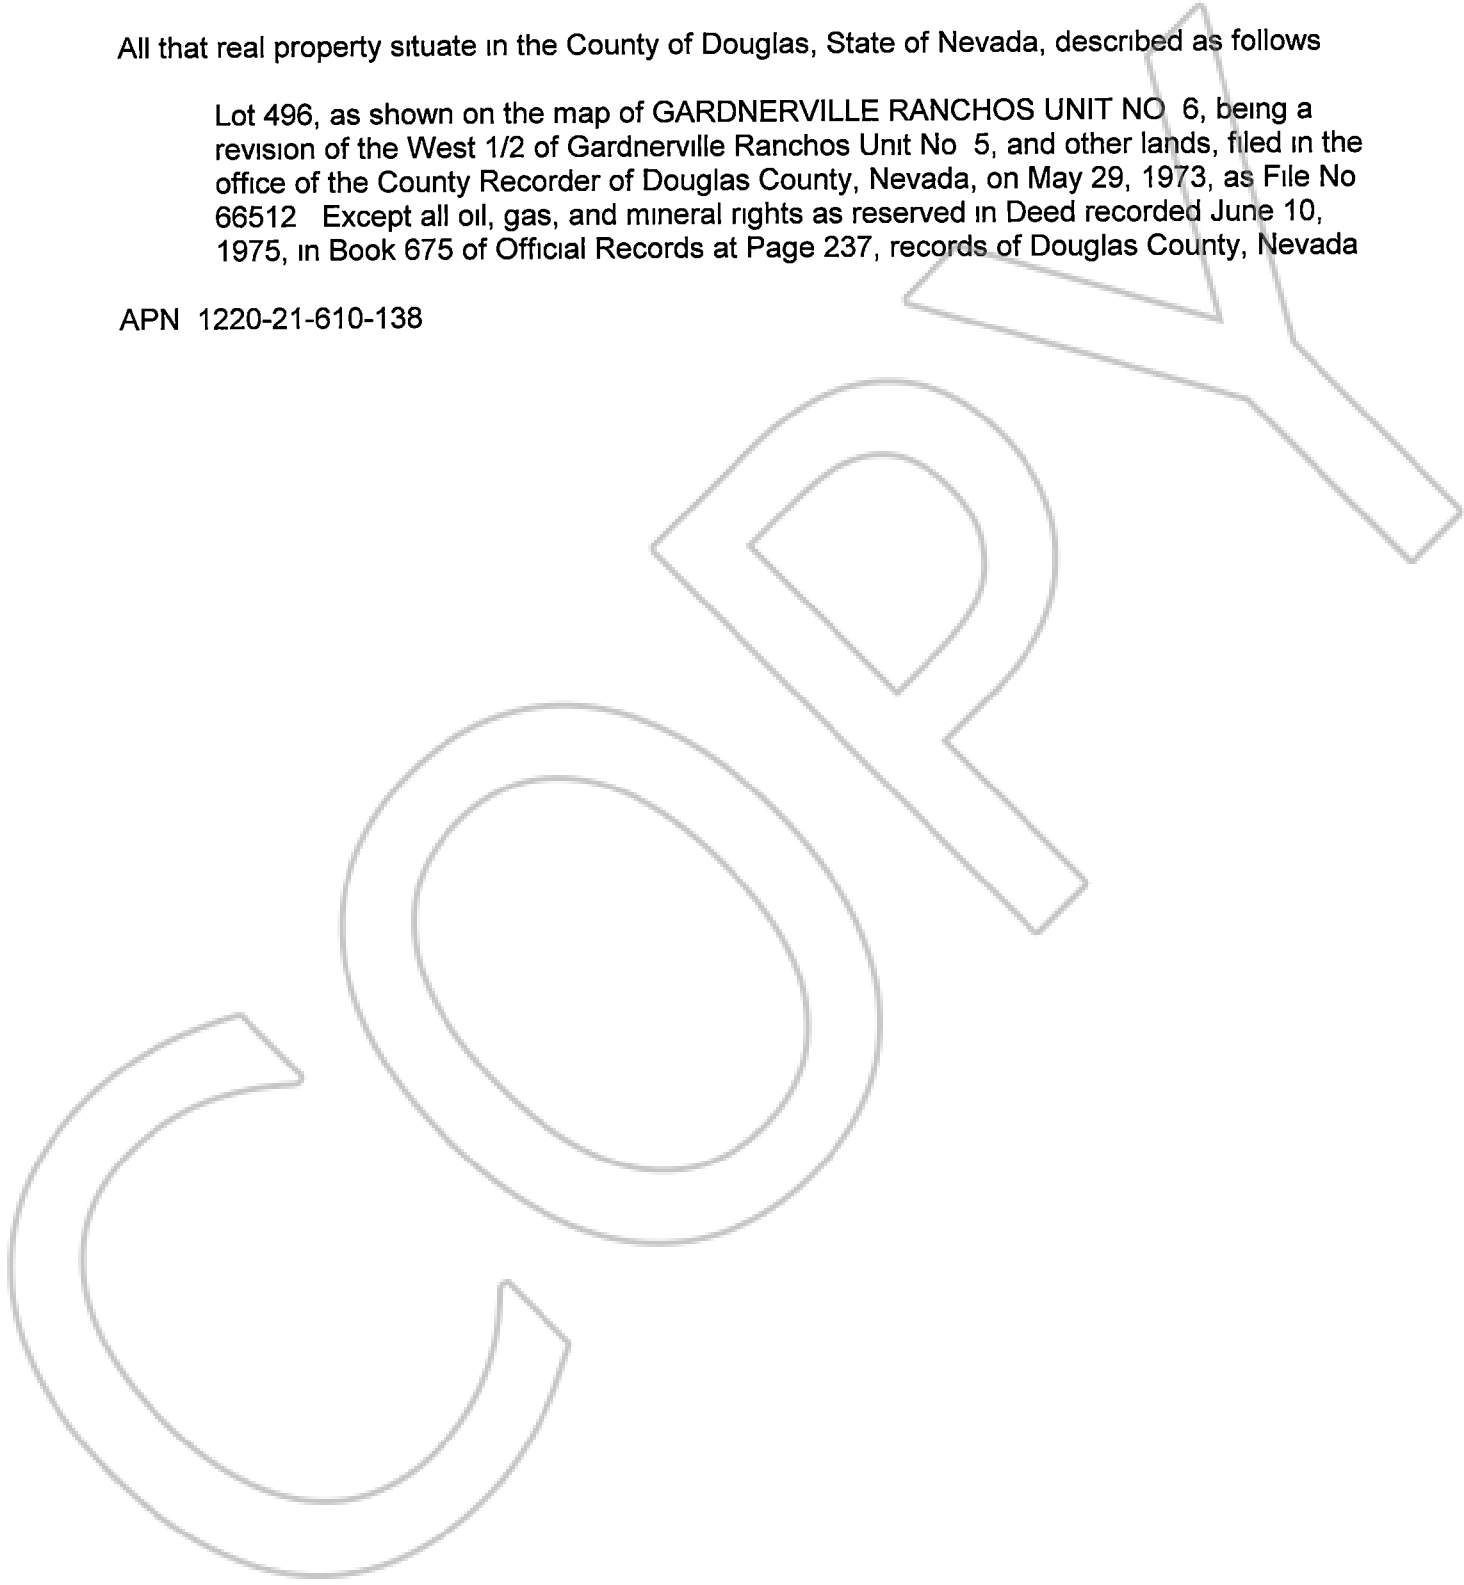 All that real property situate in the County of Douglas, State of Nevada, described as follows
Lot 496, as shown on the map of GARDNERVILLE RANCHOS UNIT NO 6, being a
revision of the West 1/2 of Gardnerville Ranchos Unit No 5, and other lands, filed in the
office of the County Recorder of Douglas County, Nevada, on May 29, 1973, as File No
66512 Except all oil, gas, and mineral rights as reserved in Deed recorded June 10,
1975, in Book 675 of Official Records at Page 237, records of Douglas County, Nevada
APN 1220-21-610-138
COPY